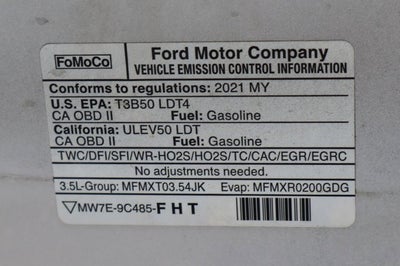 FoMoCo
Ford Motor Company
VEHICLE EMISSION CONTROL INFORMATION
Conforms to regulations: 2021 MY
U.S. EPA: T3B50 LDT4
CA OBD II Fuel: Gasoline
California: ULEV50 LDT
CA OBD II Fuel: Gasoline
TWC/DFI/SFI/WR-HO2S/HO2S/TC/CAC/EGR/EGRC
No adjustments needed.
3.5L-Group: MFMXT03.54JK Evap: MFMXR0200GDG
MW7E-9C485-F H T